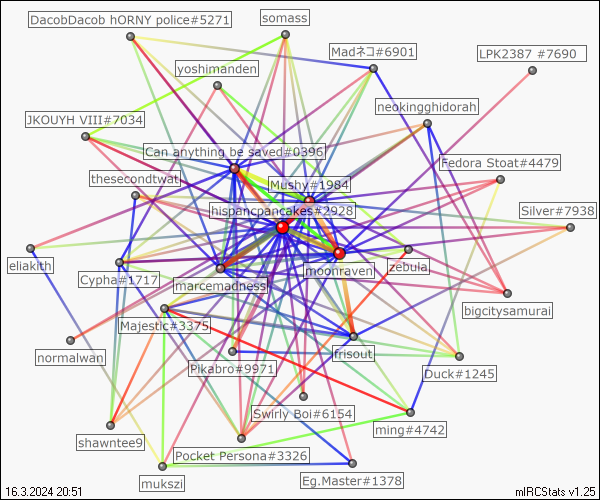 DacobDacob hORNY police#5271
somass
Madネコ#6901
LPK2387 #7690
yoshimanden
neokingghidorah
JKOUYH VIII#7034
Can anything be saved#0396
Fedora Stoat#4479
thesecondtwat
Mushy#1984
hispancpancakes#2928
Silver#7938
eliakith
Cypha#1717
marcemadness
moonraven
zebula
bigcitysamurai
Majestic#3375
normalwan
Pikabro#9971
frisout
Duck#1245
Swirly Boi#6154
shawntee9
ming#4742
Pocket Persona#3326
mukszi
Eg.Master#1378
16.3.2024 20:51
mIRCStats v1.25